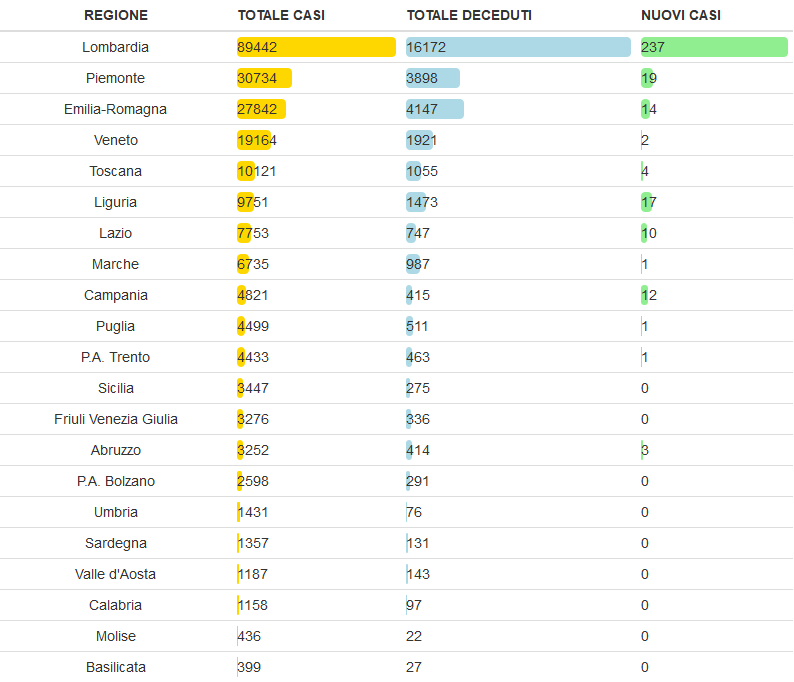 REGIONE TOTALE CASI TOTALE DECEDUTI NUOVI CASI
Lombardia 89442 16172 237
Piemonte 30734 3898 19
Emilia-Romagna 27842 4147 14
Veneto 19164 1921 2
Toscana 10121 1055 4
Liguria 9751 1473 17
Lazio 7753 747 10
Marche 6735 987 1
Campania 4821 415 12
Puglia 4499 511 1
P.A. Trento 4433 463 1
Sicilia 3447 275 0
Friuli Venezia Giulia 3276 336 0
Abruzzo 3252 414 3
P.A. Bolzano 2598 291 0
Umbria 1431 76 0
Sardegna 1357 131 0
Valle d'Aosta 1187 143 0
Calabria 1158 97 0
Molise 436 22 0
Basilicata 399 27 0